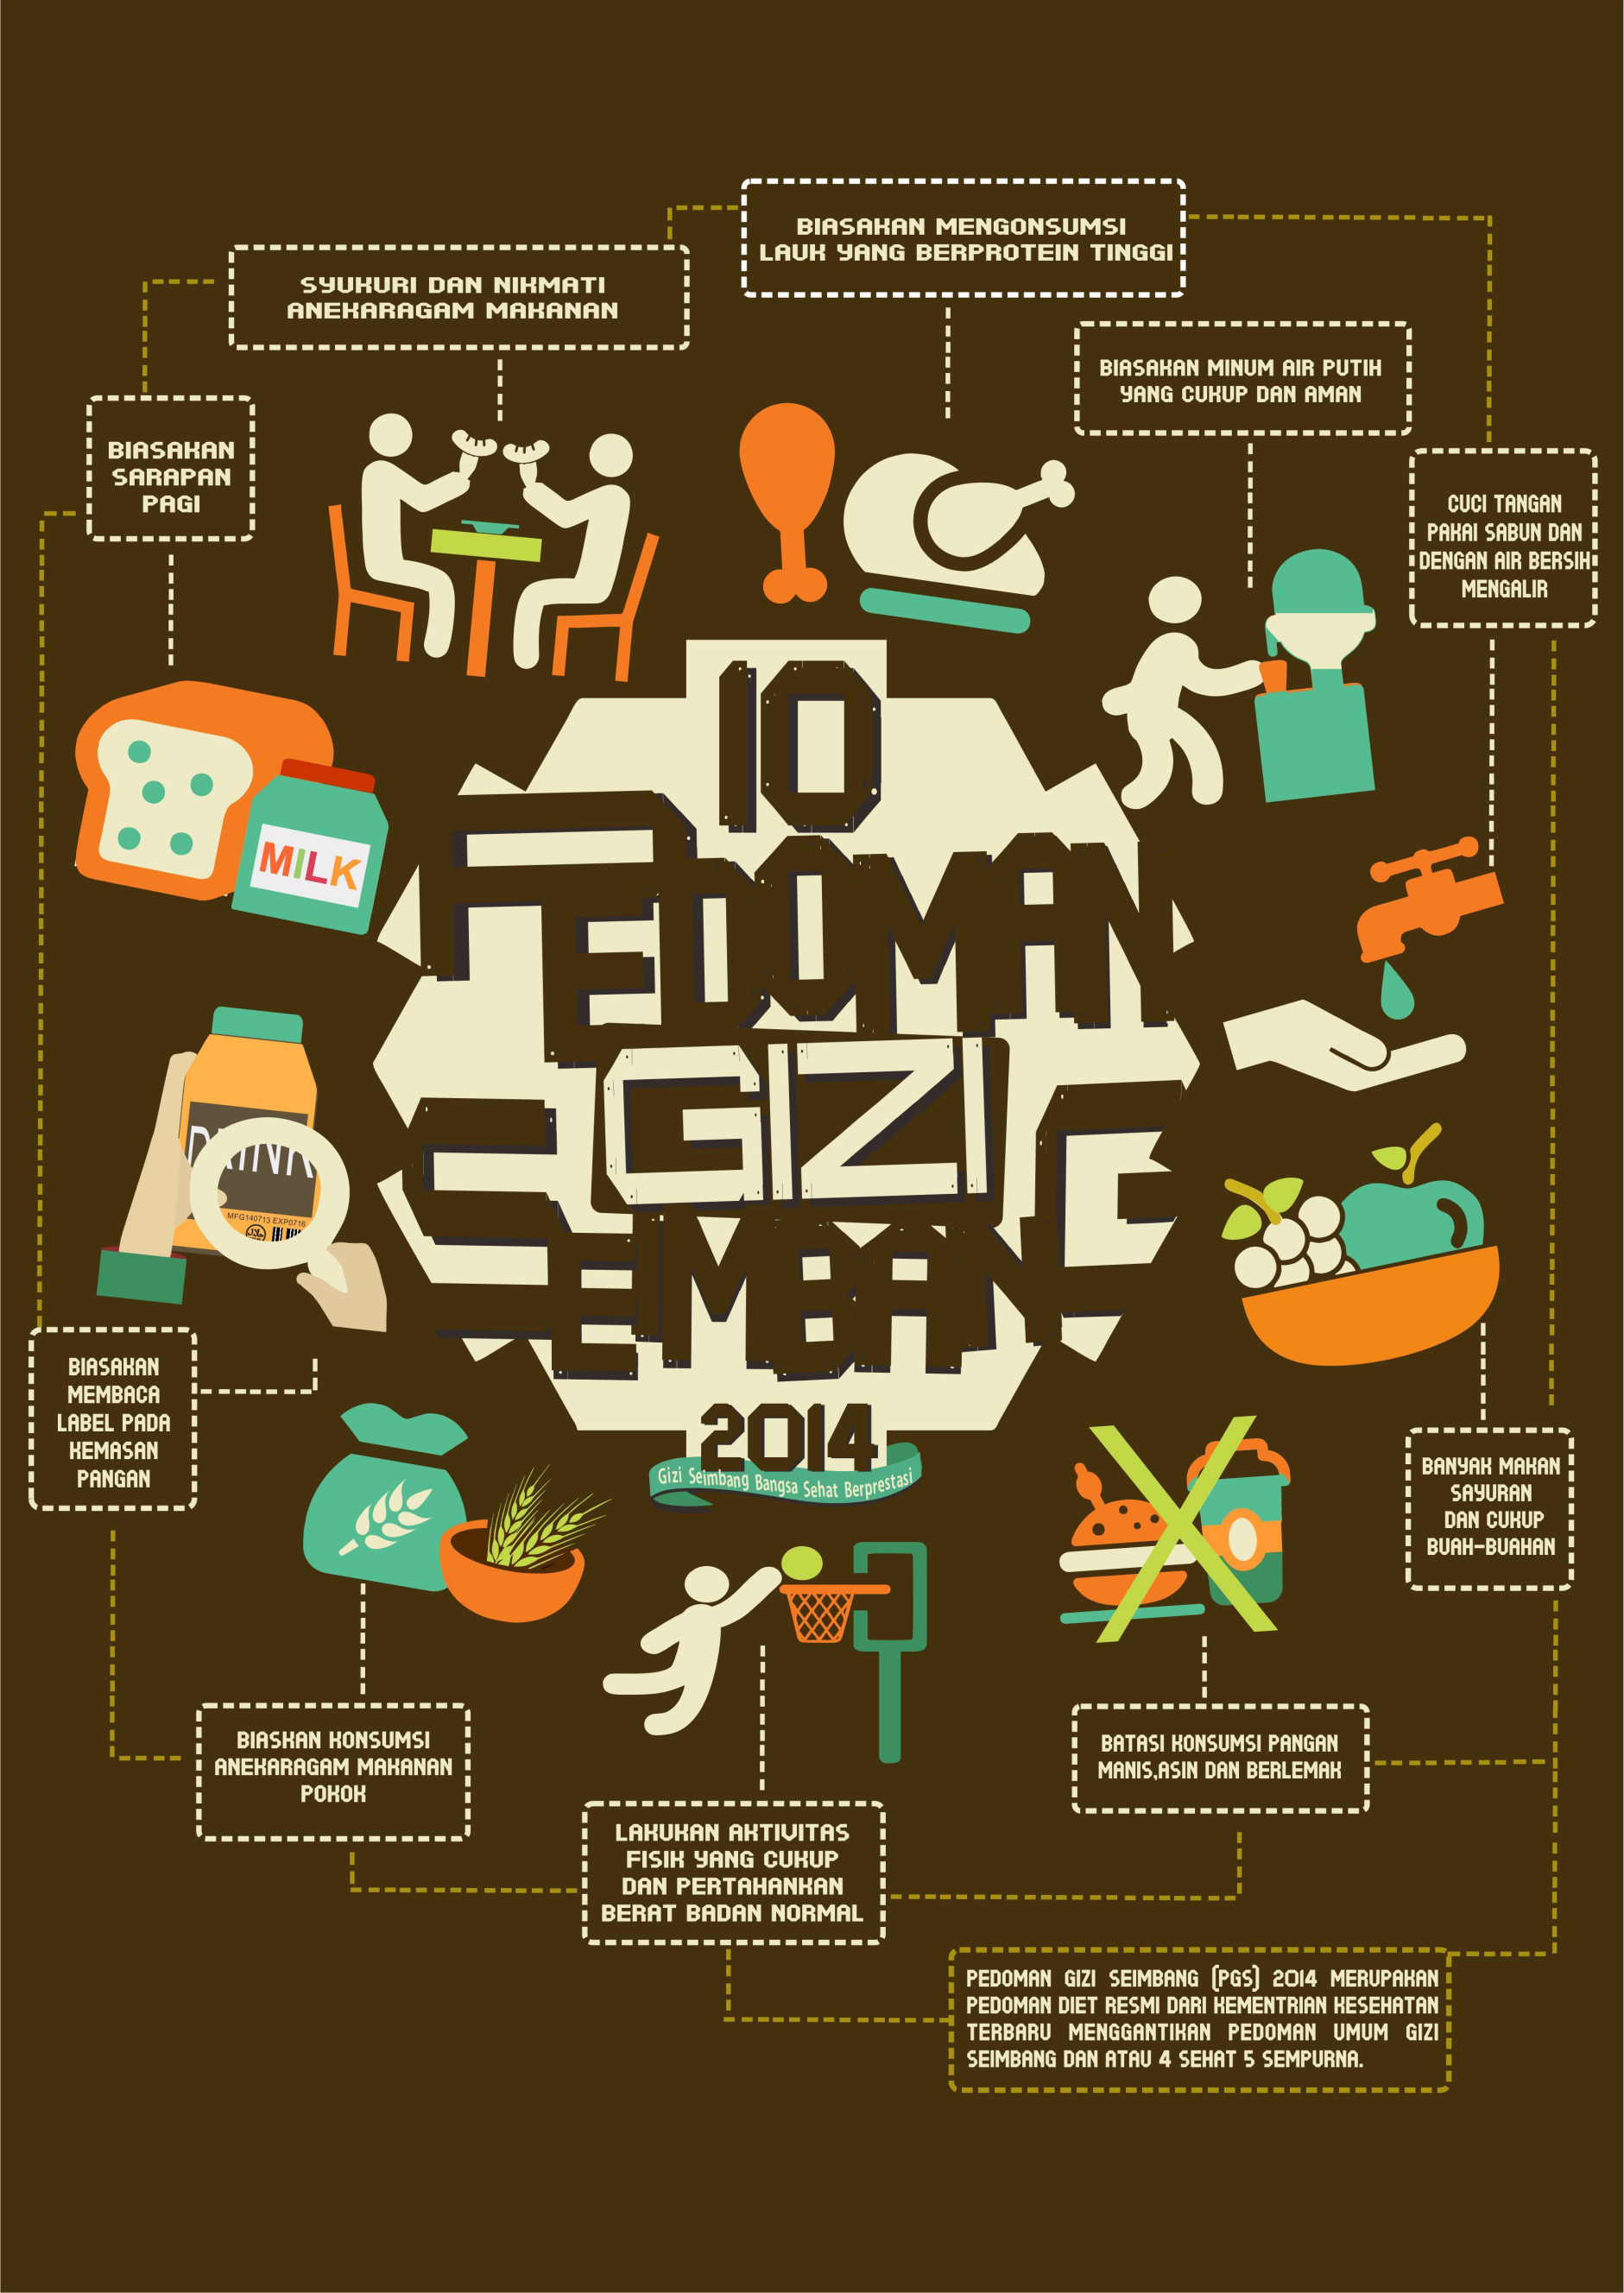 BIASAKAN MENGONSUMSI
LAUK YANG BERPROTEIN TINGGI
SYUKURI DAN NIKMATI
ANEKARAGAM MAKANAN
BIASAKAN MINUM AIR PUTIH
YANG CUKUP DAN AMAN
BIASAKAN
SARAPAN
PAGI
CUCI TANGAN
PAKAI SABUN DAN
DENGAN AIR BERSIH
MENGALIR
MILK
10
PEDOMAN
GIZI
SEIMBANG
2014
Gizi Seimbang Bangsa Sehat Berprestasi
DRINK
MFG140713 EXP0716
BIASAKAN
MEMBACA
LABEL PADA
KEMASAN
PANGAN
BANYAK MAKAN
SAYURAN
DAN CUKUP
BUAH-BUAHAN
BIASKAN KONSUMSI
ANEKARAGAM MAKANAN
POKOK
BATASI KONSUMSI PANGAN
MANIS,ASIN DAN BERLEMAK
LAKUKAN AKTIVITAS
FISIK YANG CUKUP
DAN PERTAHANKAN
BERAT BADAN NORMAL
PEDOMAN GIZI SEIMBANG (PGS) 2014 MERUPAKAN
PEDOMAN DIET RESMI DARI KEMENTRIAN KESEHATAN
TERBARU MENGGANTIKAN PEDOMAN UMUM GIZI
SEIMBANG DAN ATAU 4 SEHAT 5 SEMPURNA.